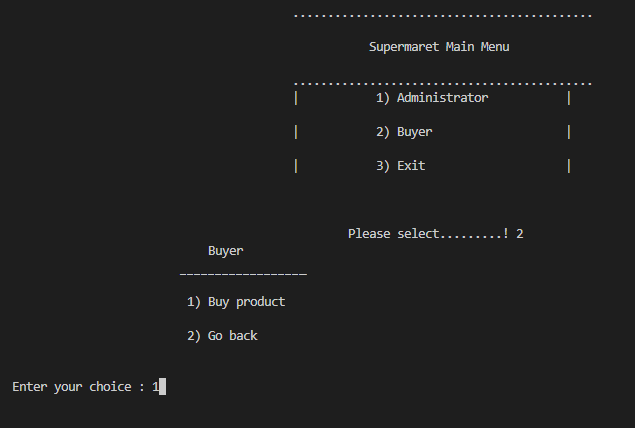 ...........................................
Supermaret Main Menu
...........................................
| 1) Administrator |
| 2) Buyer |
| 3) Exit |
Please select.........! 2
Buyer
__________________
1) Buy product
2) Go back
Enter your choice : 1